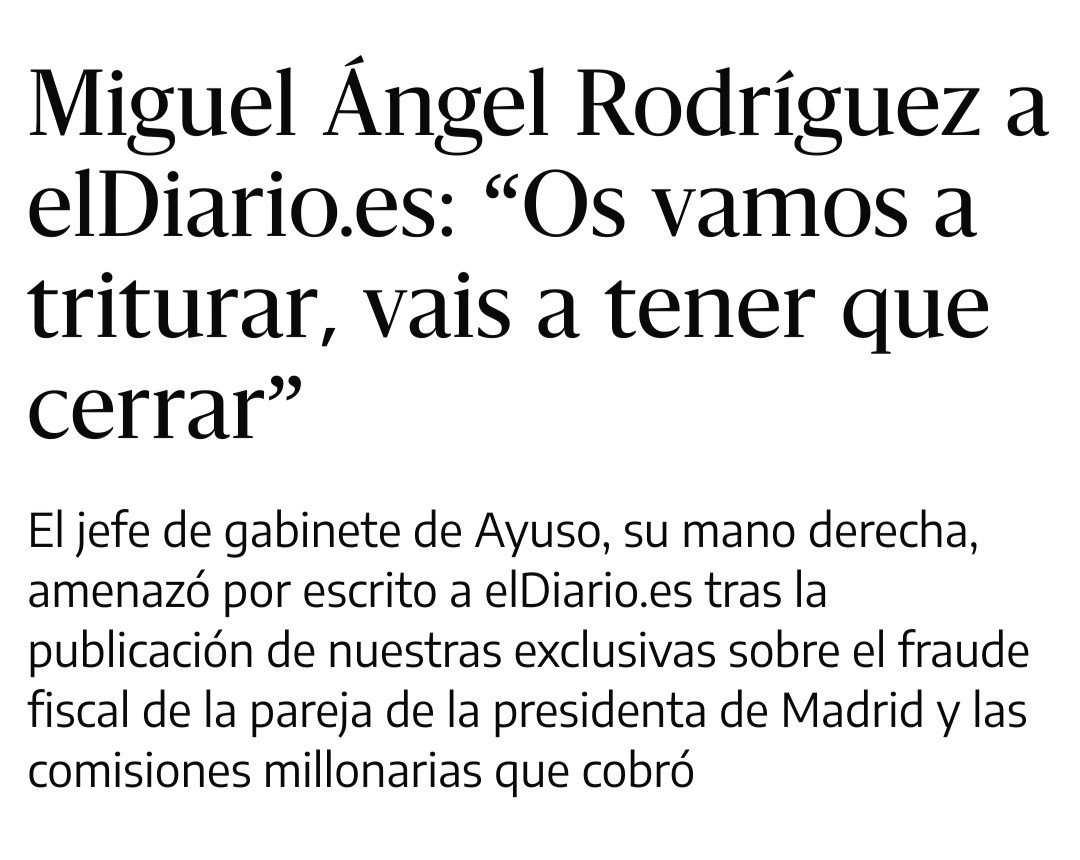 Miguel Ángel Rodríguez a
elDiario.es: “Os vamos a
triturar, vais a tener que
cerrar”
El jefe de gabinete de Ayuso, su mano derecha,
amenazó por escrito a elDiario.es tras la
publicación de nuestras exclusivas sobre el fraude
fiscal de la pareja de la presidenta de Madrid y las
comisiones millonarias que cobró